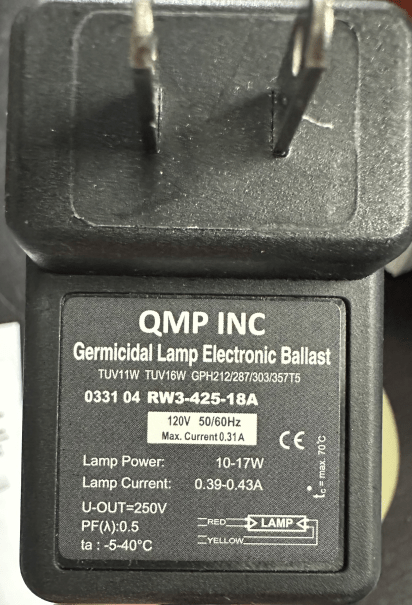 QMP INC
Germicidal Lamp Electronic Ballast
TUV11W TUV16W GPH212/287/303/357T5
0331 04 RW3-425-18A
120V 50/60Hz
Max. Current 0.31A
CE
tc = max. 70°C
Lamp Power: 10-17W
Lamp Current: 0.39-0.43A
U-OUT=250V
PF(λ):0.5
ta : -5-40°C
RED
LAMP
YELLOW